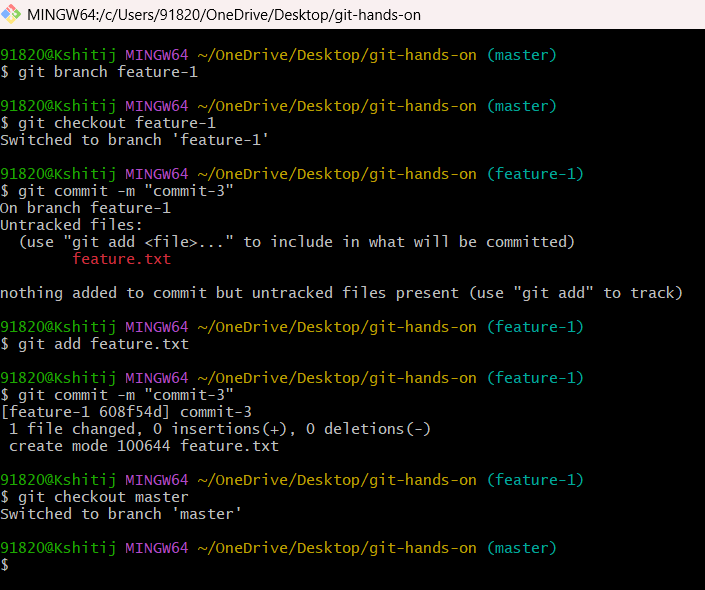 MINGW64:/c/Users/91820/OneDrive/Desktop/git-hands-on
91820@Kshitij MINGW64 ~/OneDrive/Desktop/git-hands-on (master)
$ git branch feature-1
91820@Kshitij MINGW64 ~/OneDrive/Desktop/git-hands-on (master)
$ git checkout feature-1
Switched to branch 'feature-1'
91820@Kshitij MINGW64 ~/OneDrive/Desktop/git-hands-on (feature-1)
$ git commit -m "commit-3"
On branch feature-1
Untracked files:
  (use "git add <file>..." to include in what will be committed)
        feature.txt
nothing added to commit but untracked files present (use "git add" to track)
91820@Kshitij MINGW64 ~/OneDrive/Desktop/git-hands-on (feature-1)
$ git add feature.txt
91820@Kshitij MINGW64 ~/OneDrive/Desktop/git-hands-on (feature-1)
$ git commit -m "commit-3"
[feature-1 608f54d] commit-3
 1 file changed, 0 insertions(+), 0 deletions(-)
 create mode 100644 feature.txt
91820@Kshitij MINGW64 ~/OneDrive/Desktop/git-hands-on (feature-1)
$ git checkout master
Switched to branch 'master'
91820@Kshitij MINGW64 ~/OneDrive/Desktop/git-hands-on (master)
$